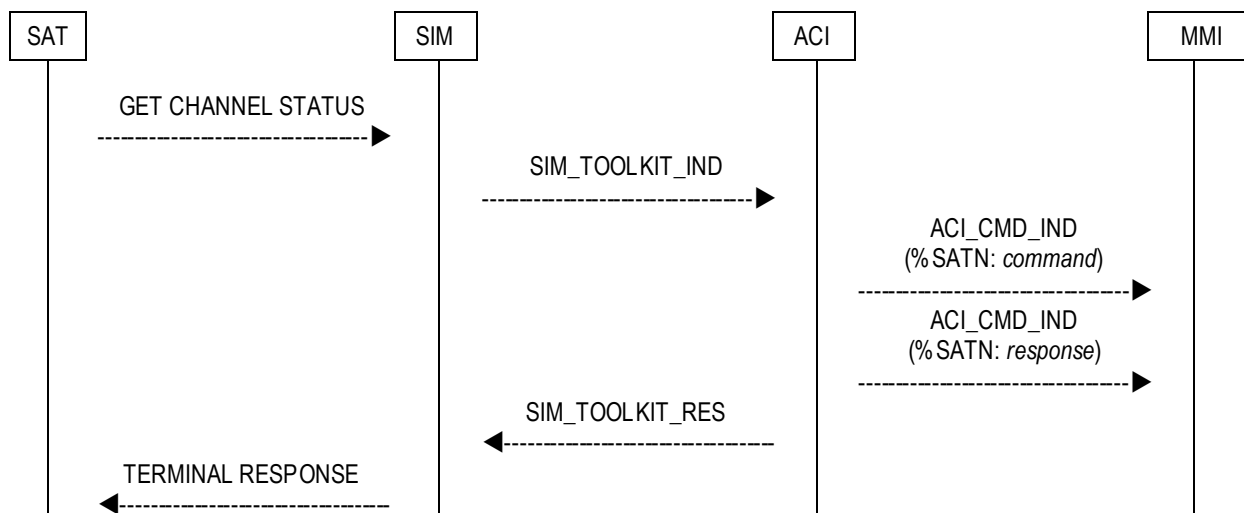 SAT
SIM
ACI
MMI
GET CHANNEL STATUS
SIM_TOOLKIT_IND
ACI_CMD_IND
(%SATN: command)
ACI_CMD_IND
(%SATN: response)
SIM_TOOLKIT_RES
TERMINAL RESPONSE